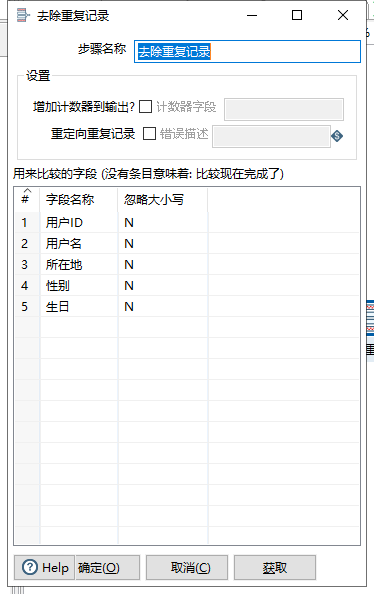 去除重复记录
步骤名称 去除重复记录
设置
增加计数器到输出? 计数器字段
重定向重复记录 错误描述
用来比较的字段 (没有条目意味着: 比较现在完成了)
# 字段名称 忽略大小写
1 用户ID N
2 用户名 N
3 所在地 N
4 性别 N
5 生日 N
Help 确定(O) 取消(C) 获取